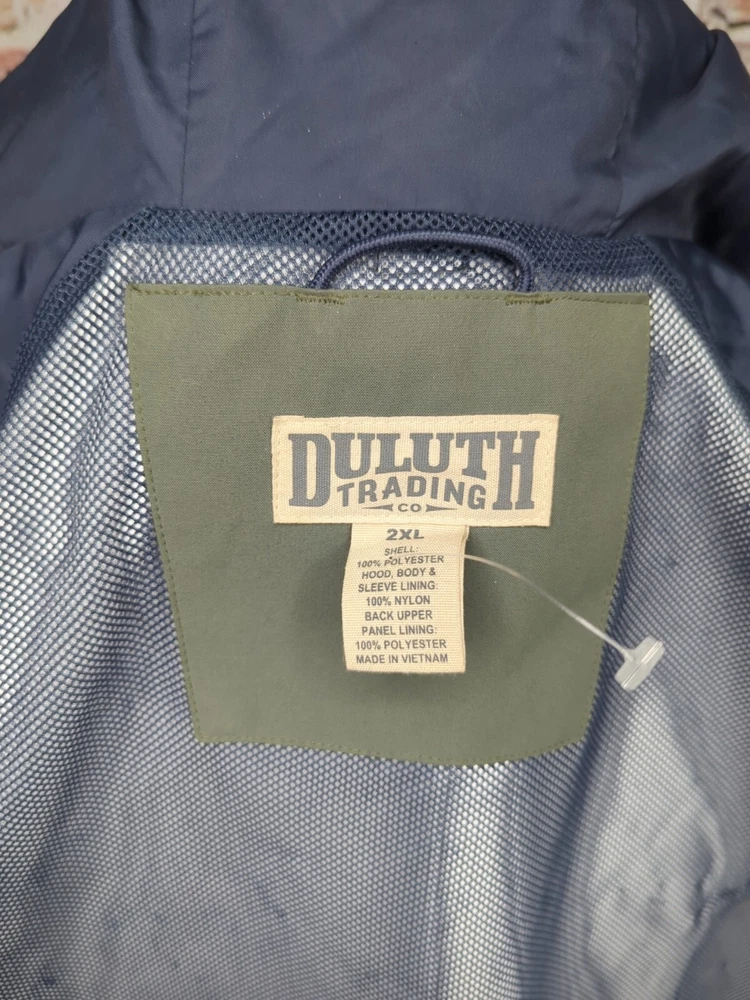 DULUTH
TRADING
CO
2XL
SHELL:
100% POLYESTER
HOOD, BODY &
SLEEVE LINING:
100% NYLON
BACK UPPER
PANEL LINING:
100% POLYESTER
MADE IN VIETNAM